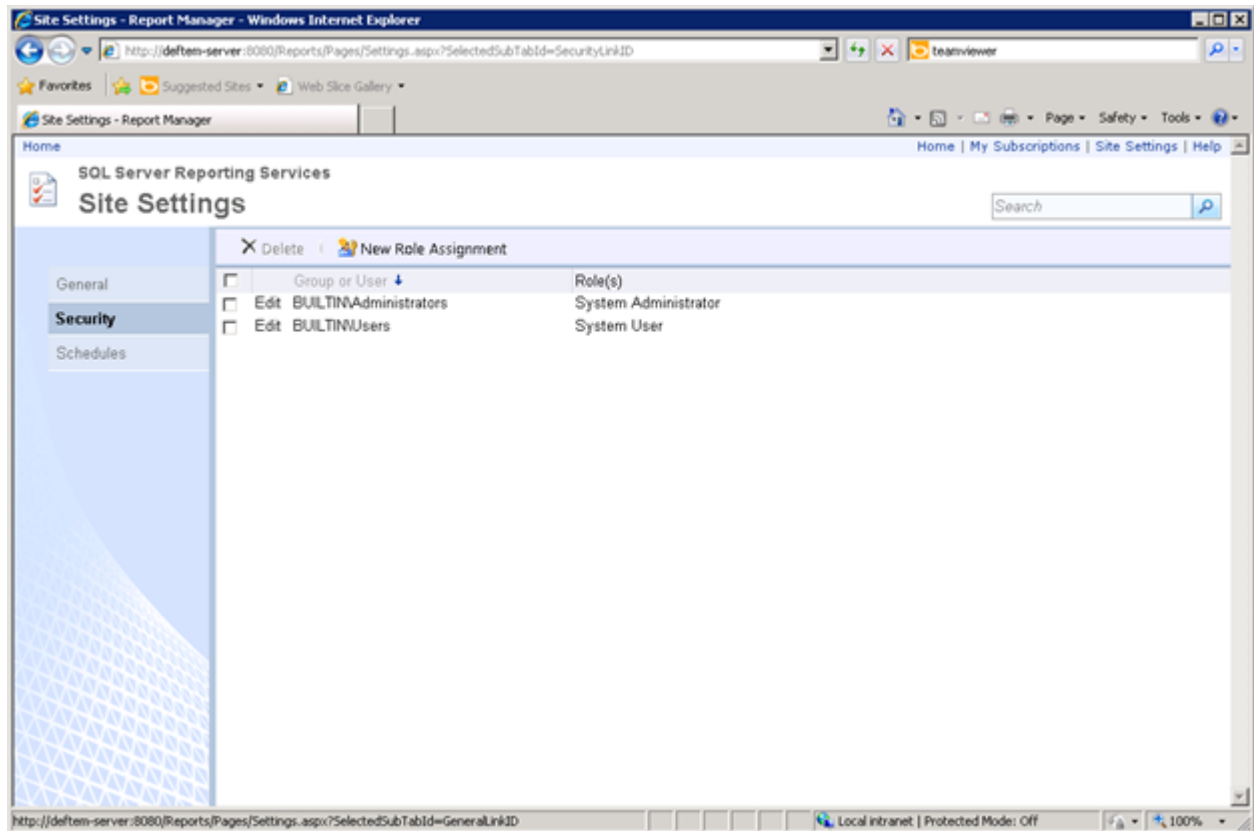 Site Settings - Report Manager - Windows Internet Explorer
http://deftem-server:8080/Reports/Pages/Settings.aspx?SelectedSubTabId=SecurityLinkID
teamviewer
Favorites Suggested Sites Web Slice Gallery
Site Settings - Report Manager
Page Safety Tools
Home Home | My Subscriptions | Site Settings | Help
SQL Server Reporting Services
Site Settings
Search
Delete New Role Assignment
General
Security
Schedules
Group or User Role(s)
Edit BUILTIN\Administrators System Administrator
Edit BUILTIN\Users System User
http://deftem-server:8080/Reports/Pages/Settings.aspx?SelectedSubTabId=GeneralLinkID Local intranet | Protected Mode: Off 100%